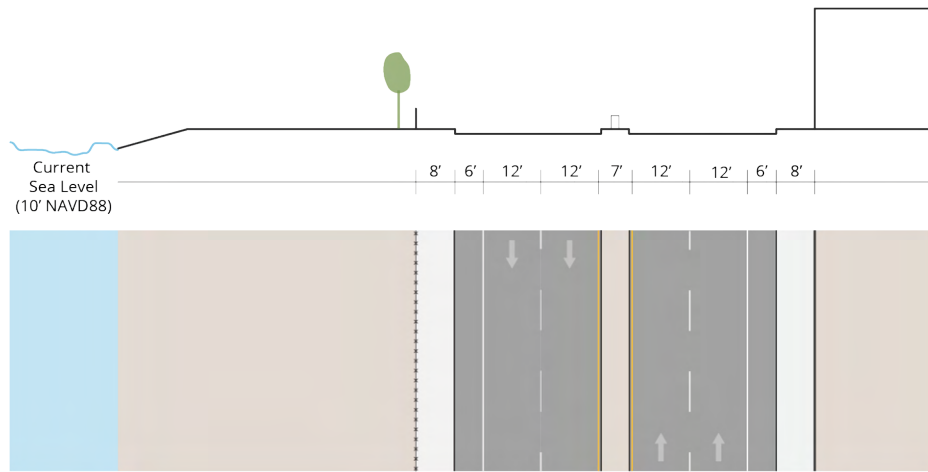 Current
Sea Level
(10’ NAVD88)
8’ 6’ 12’ 12’ 7’ 12’ 12’ 6’ 8’